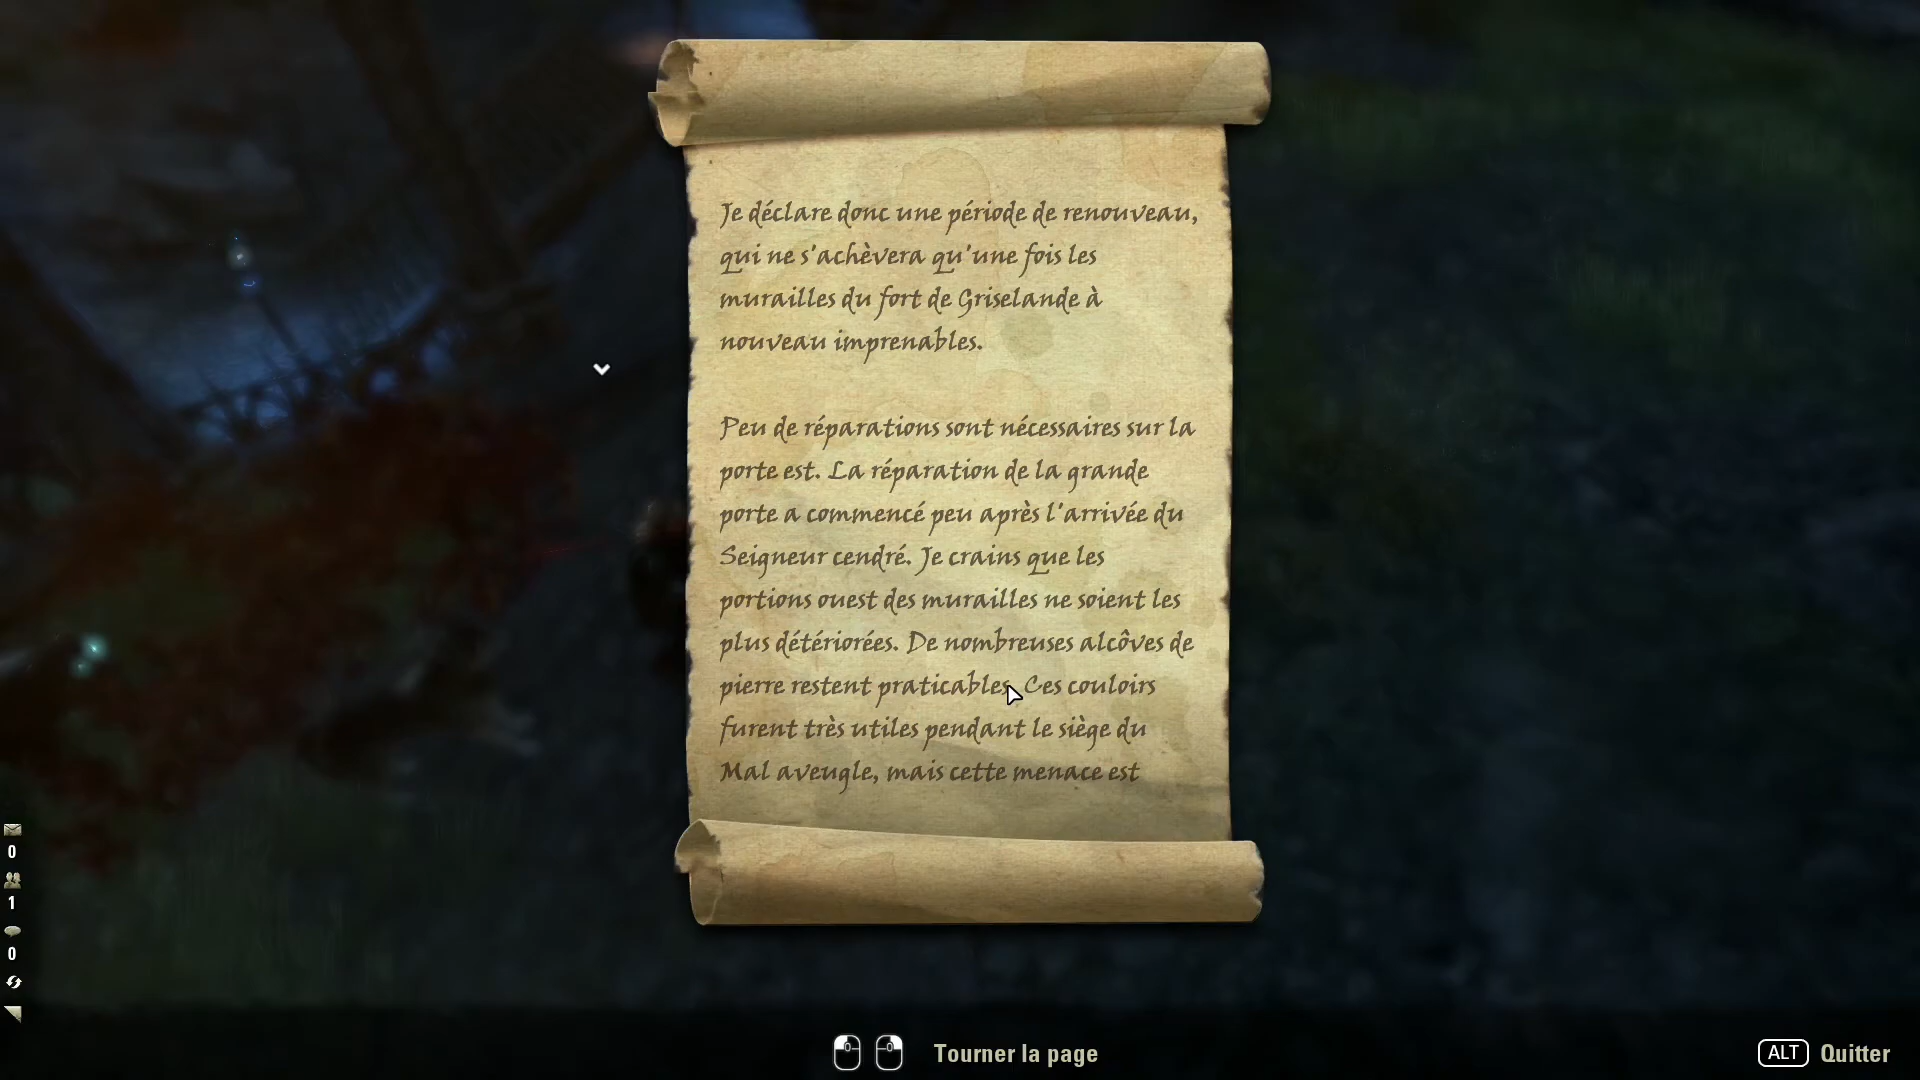 Je déclare donc une période de renouveau,
qui ne s'achèvera qu'une fois les
murailles du fort de Griselande à
nouveau imprenables.
Peu de réparations sont nécessaires sur la
porte est. La réparation de la grande
porte a commencé peu après l'arrivée du
Seigneur cendré. Je crains que les
portions ouest des murailles ne soient les
plus détériorées. De nombreuses alcôves de
pierre restent praticables. Ces couloirs
furent très utiles pendant le siège du
Mal aveugle, mais cette menace est
0
1
0
Tourner la page
ALT Quitter